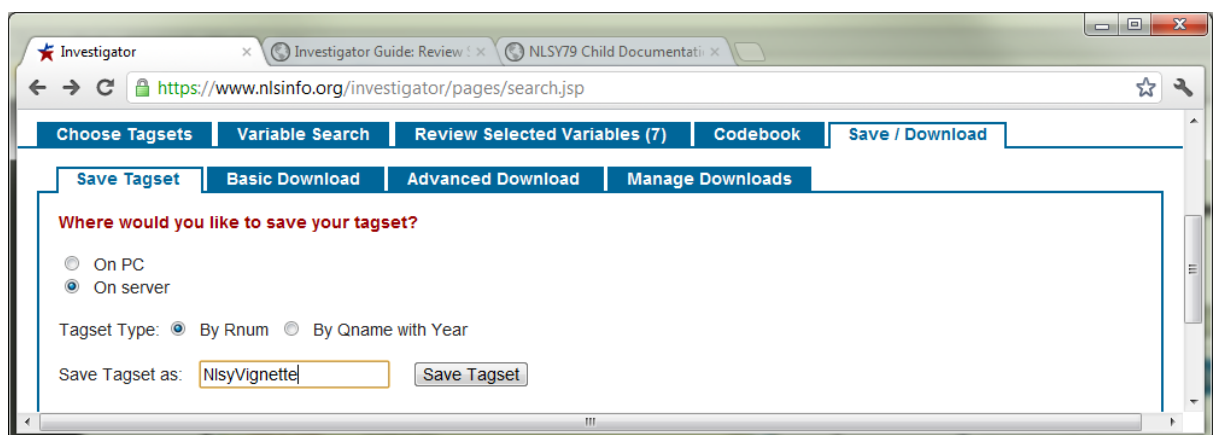 Investigator
Investigator Guide: Review
NLSY79 Child Documentati
https://www.nlsinfo.org/investigator/pages/search.jsp
Choose Tagsets Variable Search Review Selected Variables (7) Codebook Save / Download
Save Tagset Basic Download Advanced Download Manage Downloads
Where would you like to save your tagset?
On PC
On server
Tagset Type: By Rnum By Qname with Year
Save Tagset as: NlsyVignette Save Tagset